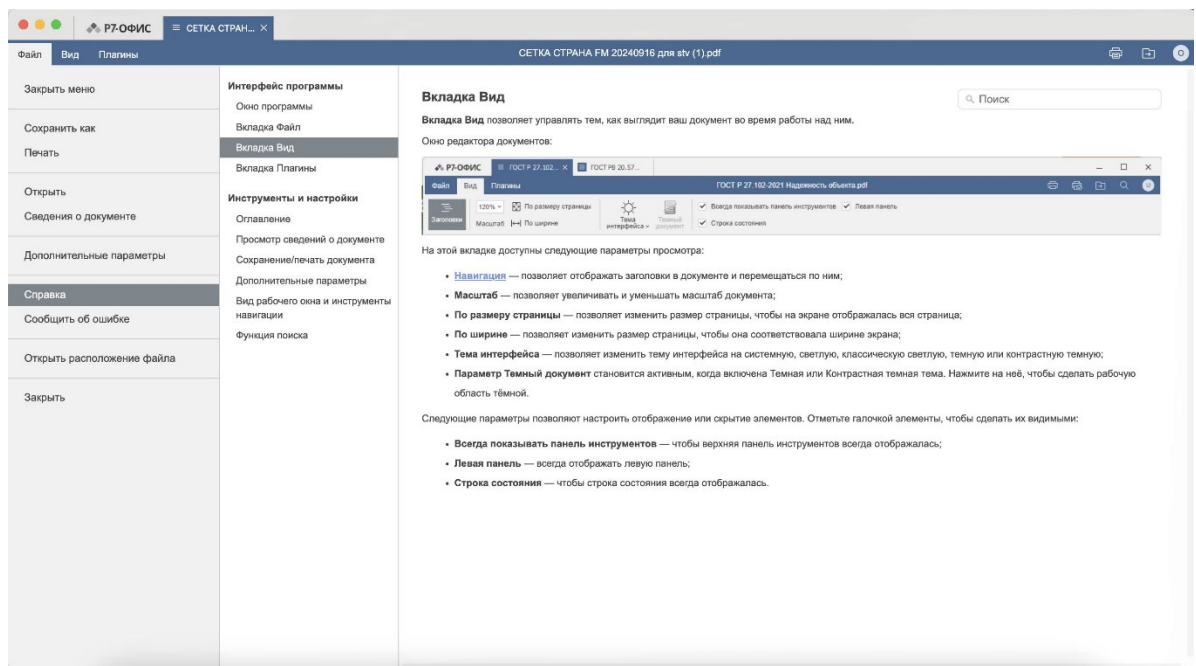 Р7-ОФИС
СЕТКА СТРАН...
Файл Вид Плагины
СЕТКА СТРАНА FM 20240916 для stv (1).pdf
О
Закрыть меню
Сохранить как
Печать
Открыть
Сведения о документе
Дополнительные параметры
Справка
Сообщить об ошибке
Открыть расположение файла
Закрыть
Интерфейс программы
Окно программы
Вкладка Файл
Вкладка Вид
Вкладка Плагины
Инструменты и настройки
Оглавление
Просмотр сведений о документе
Сохранение/печать документа
Дополнительные параметры
Вид рабочего окна и инструменты
навигации
Функция поиска
Вкладка Вид
Поиск
Вкладка Вид позволяет управлять тем, как выглядит ваш документ во время работы над ним.
Окно редактора документов:
Р7-ОФИС ГОСТ Р 27.102... ГОСТ РВ 20.57...
Файл Вид Плагины ГОСТ Р 27.102-2021 Надежность объекта.pdf
120% По размеру страницы Всегда показывать панель инструментов Левая панель
Заголовки Масштаб По ширине Тема интерфейса Темный документ Строка состояния
На этой вкладке доступны следующие параметры просмотра:
• Навигация — позволяет отображать заголовки в документе и перемещаться по ним;
• Масштаб — позволяет увеличивать и уменьшать масштаб документа;
• По размеру страницы — позволяет изменить размер страницы, чтобы на экране отображалась вся страница;
• По ширине — позволяет изменить размер страницы, чтобы она соответствовала ширине экрана;
• Тема интерфейса — позволяет изменить тему интерфейса на системную, светлую, классическую светлую, темную или контрастную темную;
• Параметр Темный документ становится активным, когда включена Темная или Контрастная темная тема. Нажмите на неё, чтобы сделать рабочую
область тёмной.
Следующие параметры позволяют настроить отображение или скрытие элементов. Отметьте галочкой элементы, чтобы сделать их видимыми:
• Всегда показывать панель инструментов — чтобы верхняя панель инструментов всегда отображалась;
• Левая панель — всегда отображать левую панель;
• Строка состояния — чтобы строка состояния всегда отображалась.